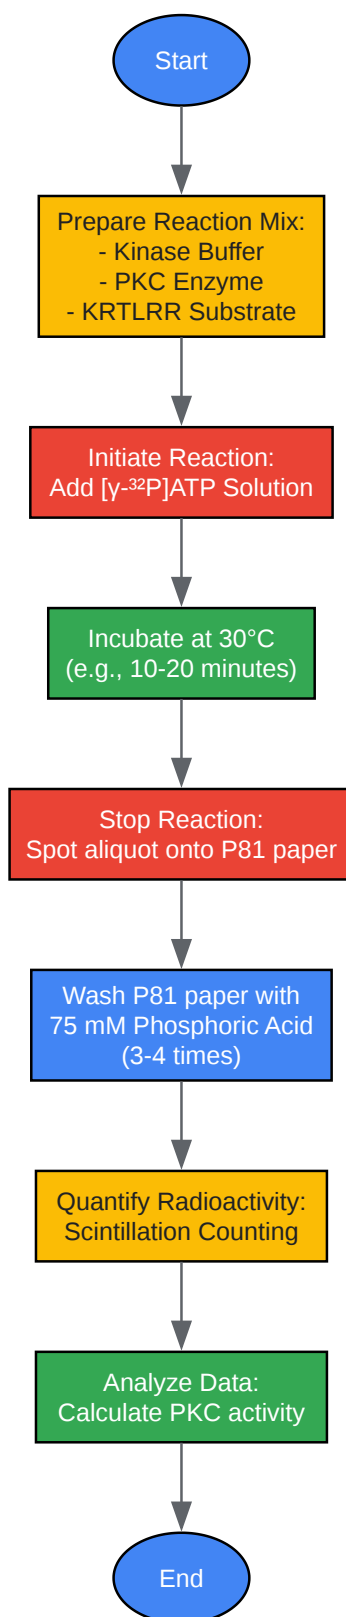 Start
Prepare Reaction Mix:
- Kinase Buffer
- PKC Enzyme
- KRTLRR Substrate
Initiate Reaction:
Add [γ-³²P]ATP Solution
Incubate at 30°C
(e.g., 10-20 minutes)
Stop Reaction:
Spot aliquot onto P81 paper
Wash P81 paper with
75 mM Phosphoric Acid
(3-4 times)
Quantify Radioactivity:
Scintillation Counting
Analyze Data:
Calculate PKC activity
End